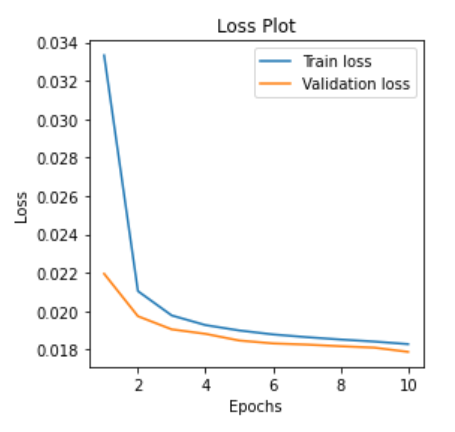 Loss Plot
Train loss
Validation loss
0.034
0.032
0.030
0.028
0.026
0.024
0.022
0.020
0.018
Loss
2 4 6 8 10
Epochs